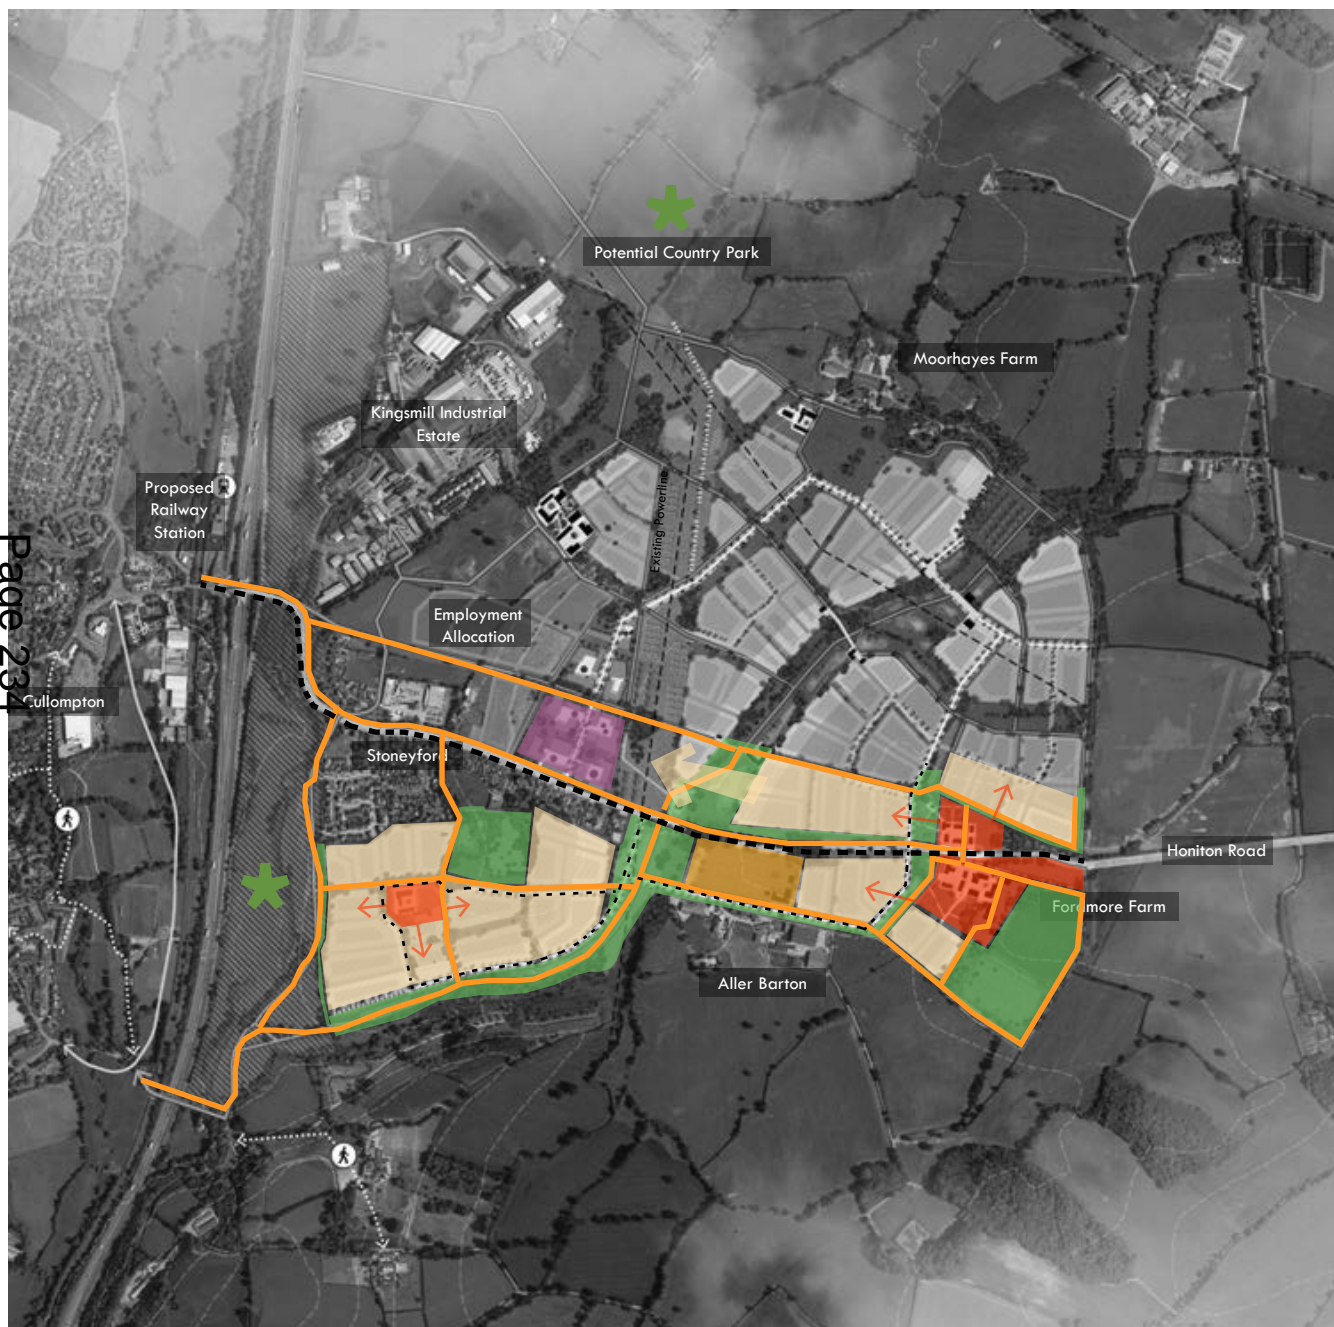 Potential Country Park
Moorhayes Farm
Kingsmill Industrial
Estate
Proposed
Railway
Station
Existing Powerline
Employment
Allocation
Page 234
Cullompton
Stoneyford
Honiton Road
Fordmore Farm
Aller Barton